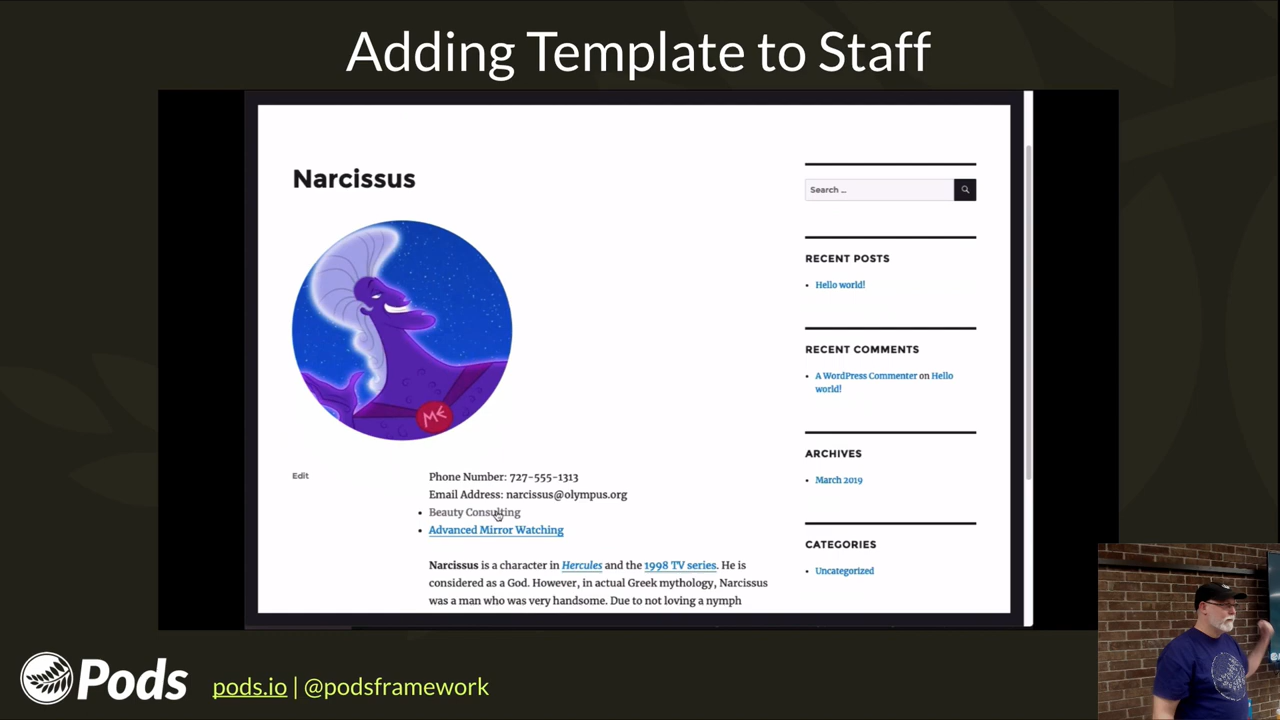 Adding Template to Staff
Narcissus
ME
Edit
Phone Number: 727-555-1313
Email Address: narcissus@olympus.org
Beauty Consulting
Advanced Mirror Watching
Narcissus is a character in Hercules and the 1998 TV series. He is
considered as a God. However, in actual Greek mythology, Narcissus
was a man who was very handsome. Due to not loving a nymph
Search ...
RECENT POSTS
Hello world!
RECENT COMMENTS
A WordPress Commenter on Hello
world!
ARCHIVES
March 2019
CATEGORIES
Uncategorized
Pods
pods.io | @podsframework